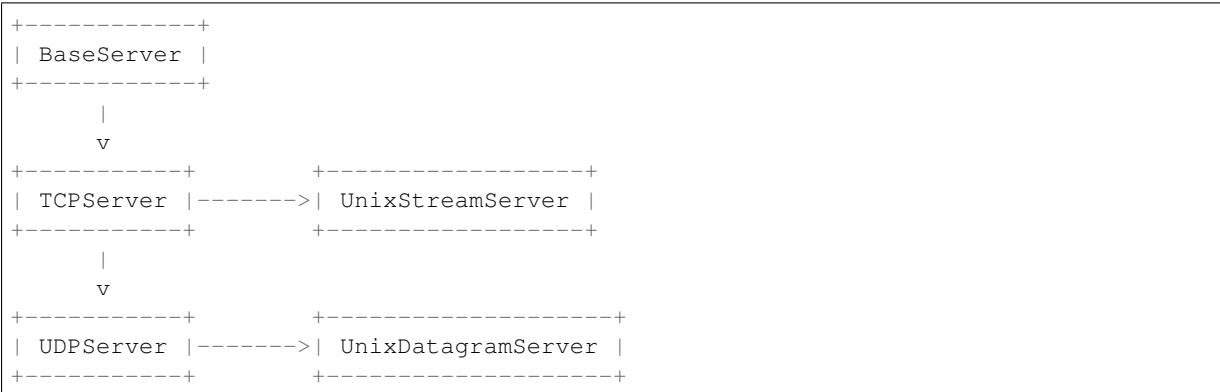 +------------+
| BaseServer |
+------------+
      |
      v
+-----------+        +------------------+
| TCPServer |------->| UnixStreamServer |
+-----------+        +------------------+
      |
      v
+-----------+        +--------------------+
| UDPServer |------->| UnixDatagramServer |
+-----------+        +--------------------+